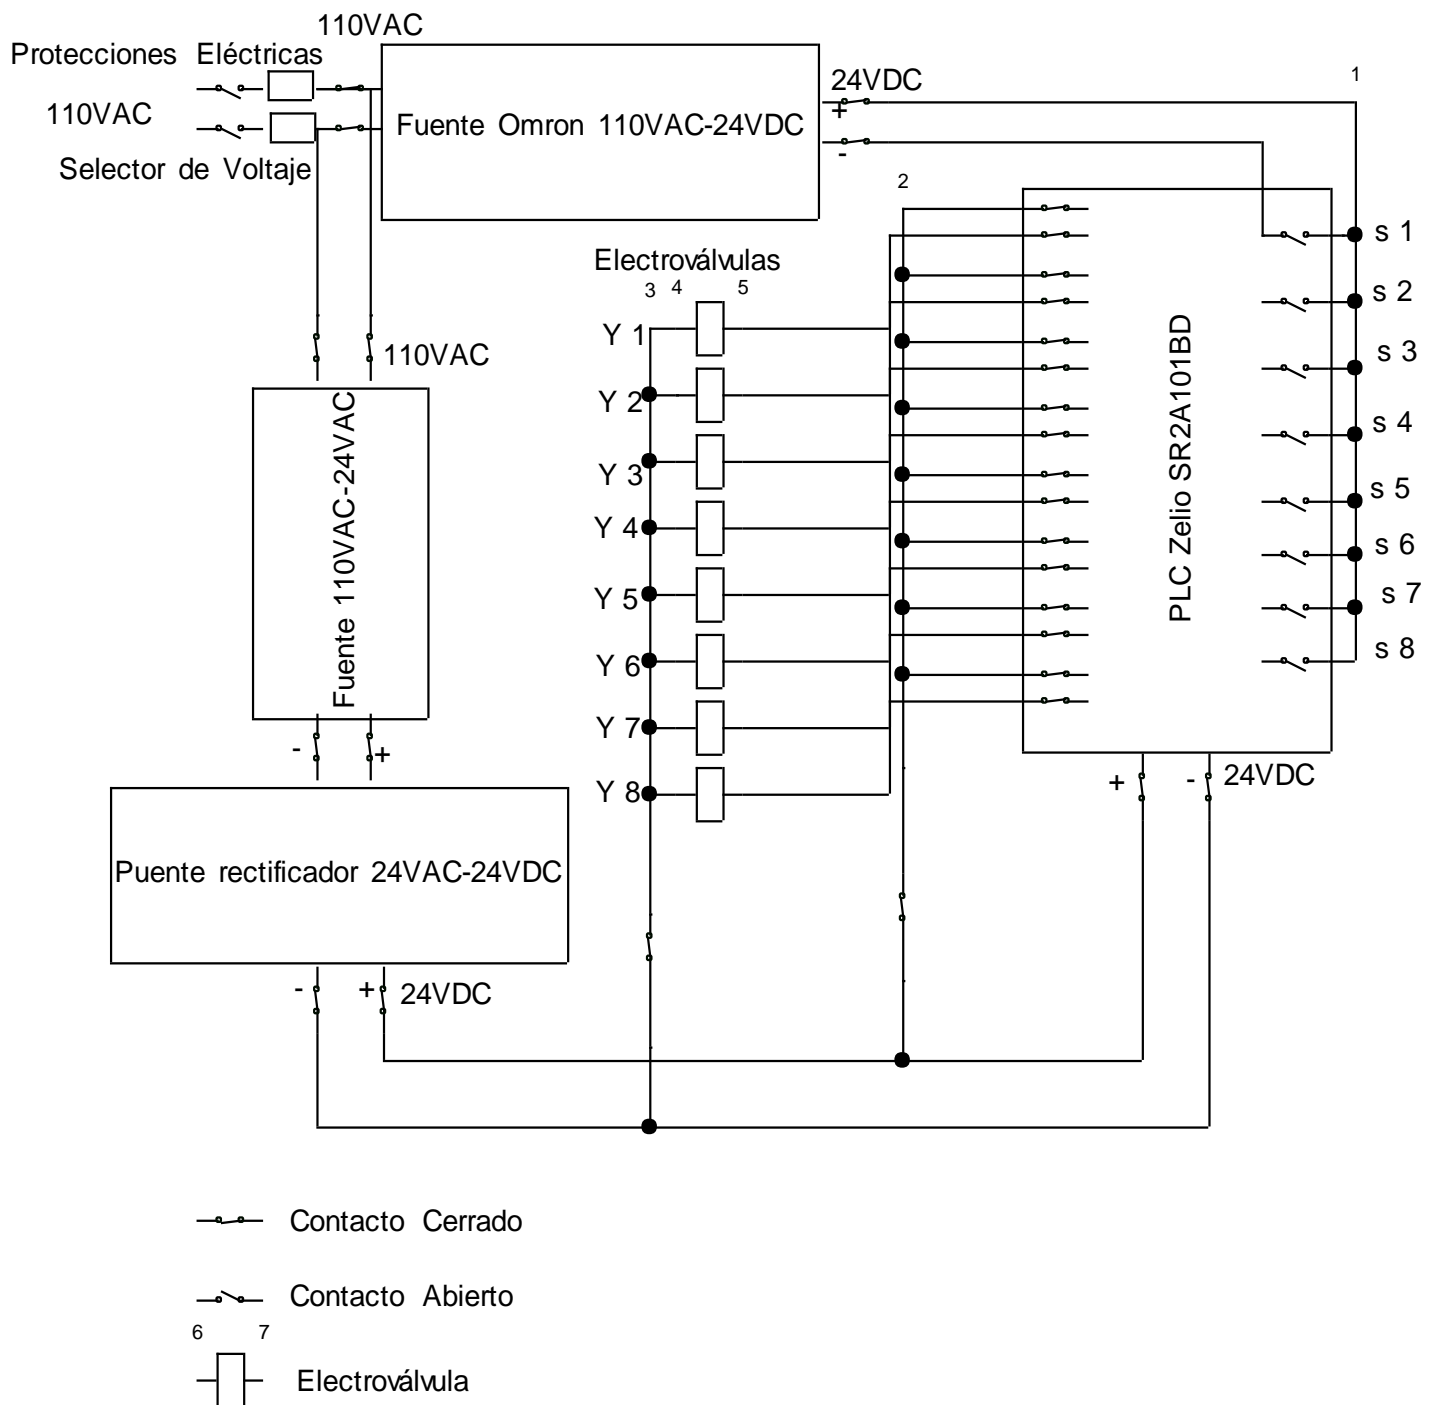 110VAC
Protecciones Eléctricas
110VAC
Selector de Voltaje
Fuente Omron 110VAC-24VDC
24VDC
+
-
1
2
Electroválvulas
3 4 5
Y 1
Y 2
Y 3
Y 4
Y 5
Y 6
Y 7
Y 8
PLC Zelio SR2A101BD
s 1
s 2
s 3
s 4
s 5
s 6
s 7
s 8
110VAC
Fuente 110VAC-24VAC
- +
+ - 24VDC
Puente rectificador 24VAC-24VDC
- + 24VDC
Contacto Cerrado
Contacto Abierto
6 7
Electroválvula